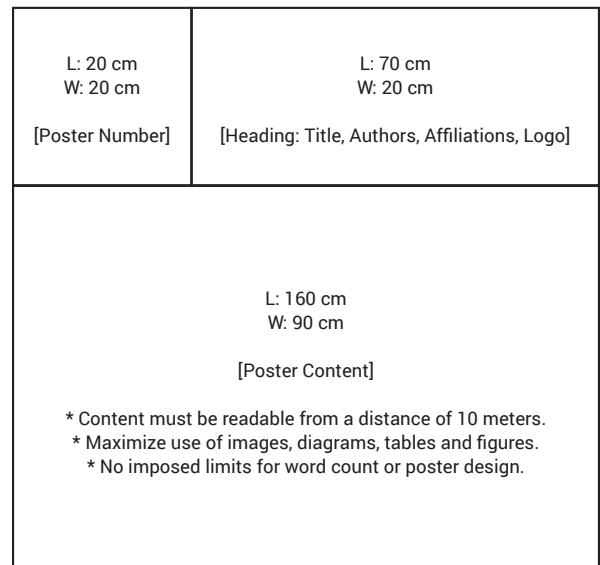 L: 20 cm
W: 20 cm
[Poster Number]
L: 70 cm
W: 20 cm
[Heading: Title, Authors, Affiliations, Logo]
L: 160 cm
W: 90 cm
[Poster Content]
* Content must be readable from a distance of 10 meters.
* Maximize use of images, diagrams, tables and figures.
* No imposed limits for word count or poster design.